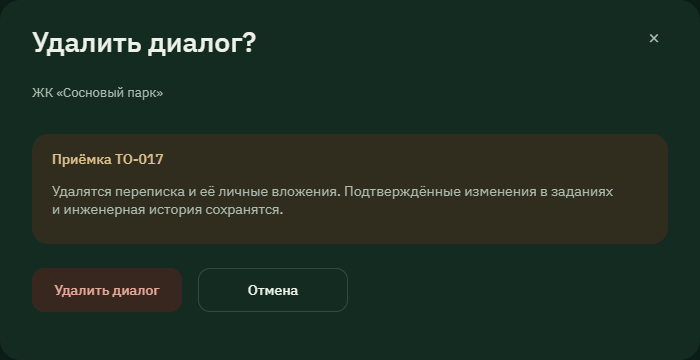 Удалить диалог?
×
ЖК «Сосновый парк»
Приёмка ТО-017
Удалятся переписка и её личные вложения. Подтверждённые изменения в заданиях
и инженерная история сохранятся.
Удалить диалог
Отмена